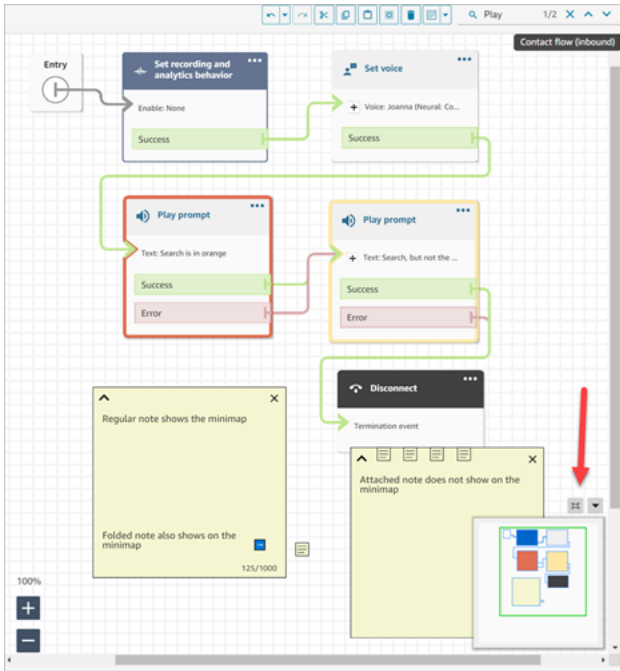 Play
1/2
Contact flow (inbound)
Entry
Set recording and
analytics behavior
Enable: None
Success
Set voice
Voice: Joanna (Neural: Co...
Success
Play prompt
Text: Search is in orange
Success
Error
Play prompt
Text: Search, but not the ...
Success
Error
Disconnect
Termination event
Regular note shows the minimap
Folded note also shows on the
minimap
125/1000
Attached note does not show on the
minimap
100%